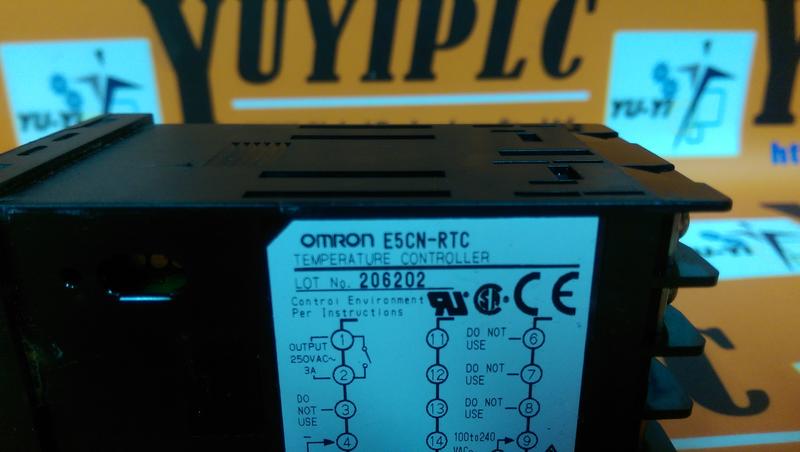 YUYIPLC
YU-YI
YU-YI
htt
OMRON E5CN-RTC
TEMPERATURE CONTROLLER
LOT No. 206202
Control Environment
Per Instructions
CE
OUTPUT
250VAC~
3A
1
2
DO
NOT
USE
3
4
11
12
13
14
DO NOT
USE
6
DO NOT
USE
7
DO NOT
USE
8
100to240
VAC~
9